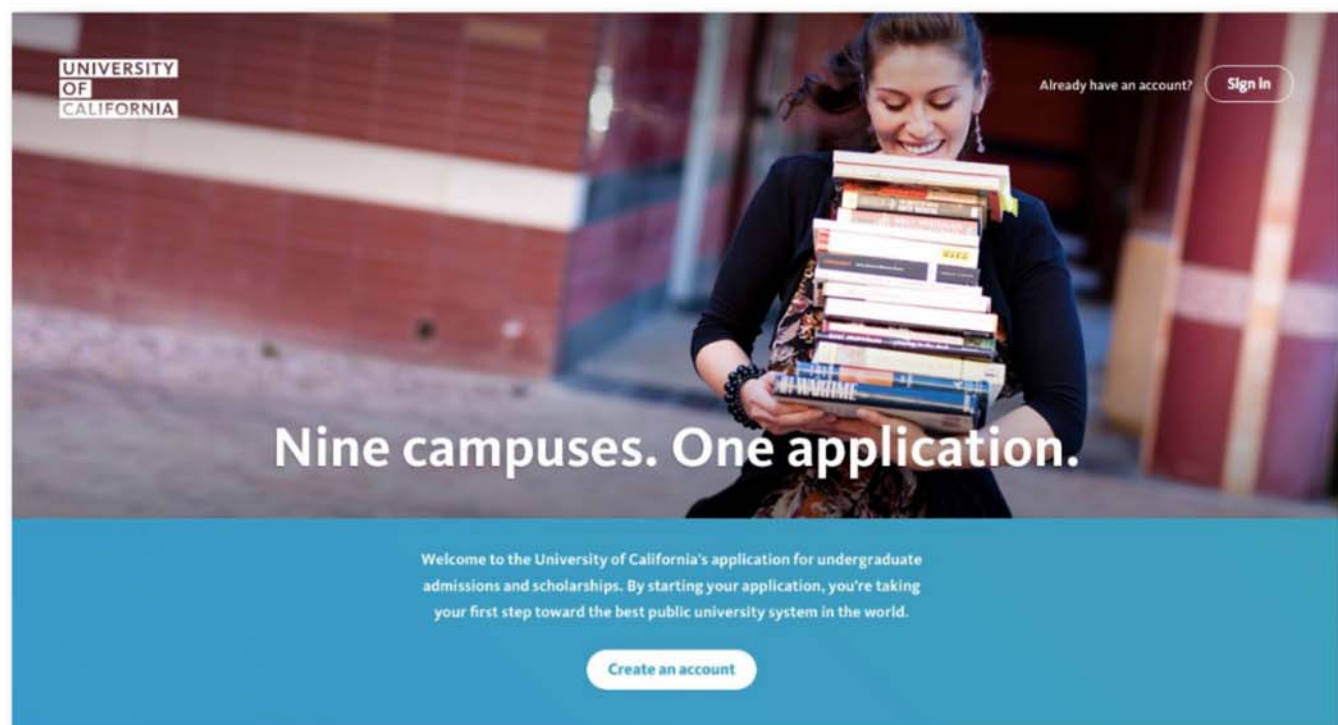 UNIVERSITY
OF
CALIFORNIA
Already have an account?
Sign in
WARTIME
Nine campuses. One application.
Welcome to the University of California's application for undergraduate
admissions and scholarships. By starting your application, you're taking
your first step toward the best public university system in the world.
Create an account